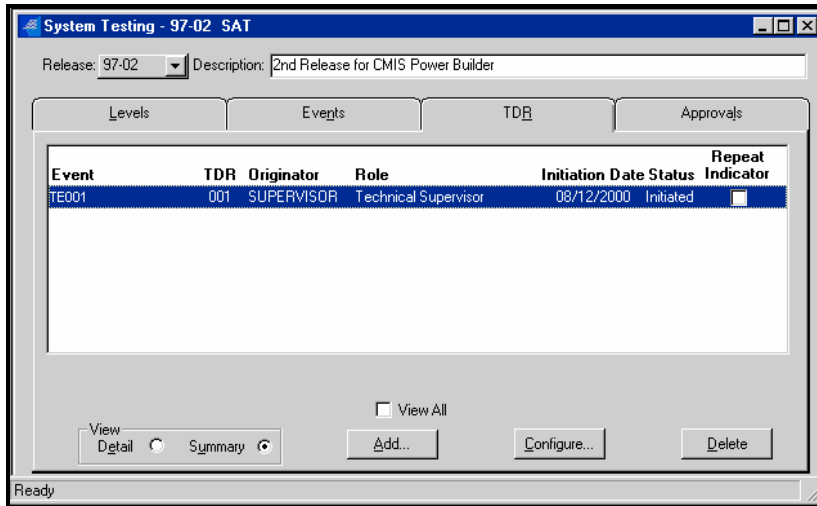 System Testing - 97-02 SAT
Release: 97-02 Description: 2nd Release for CMIS Power Builder
Levels Events TDR Approvals
Repeat
Event TDR Originator Role Initiation Date Status Indicator
TE001 001 SUPERVISOR Technical Supervisor 08/12/2000 Initiated
View All
View
Detail Summary Add... Configure... Delete
Ready